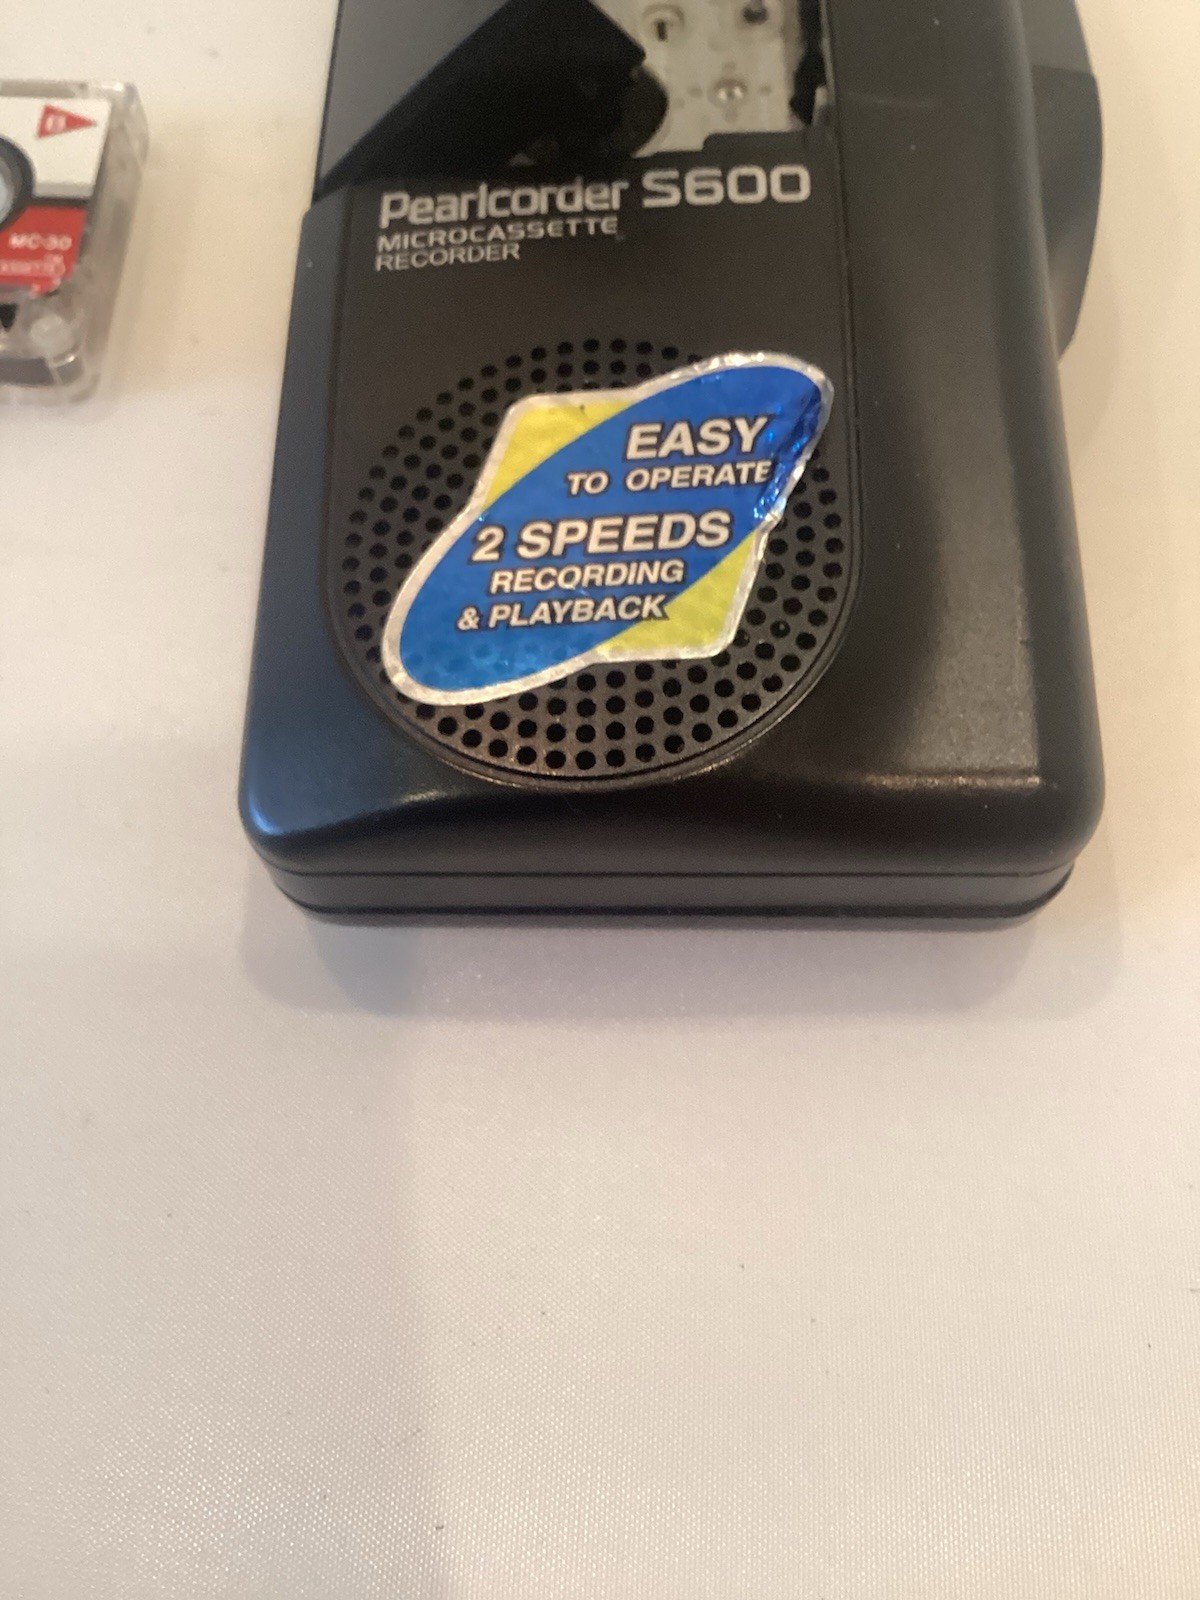 B
MC-30
Pearlcorder S600
MICROCASSETTE
RECORDER
EASY
TO OPERATE
2 SPEEDS
RECORDING
& PLAYBACK